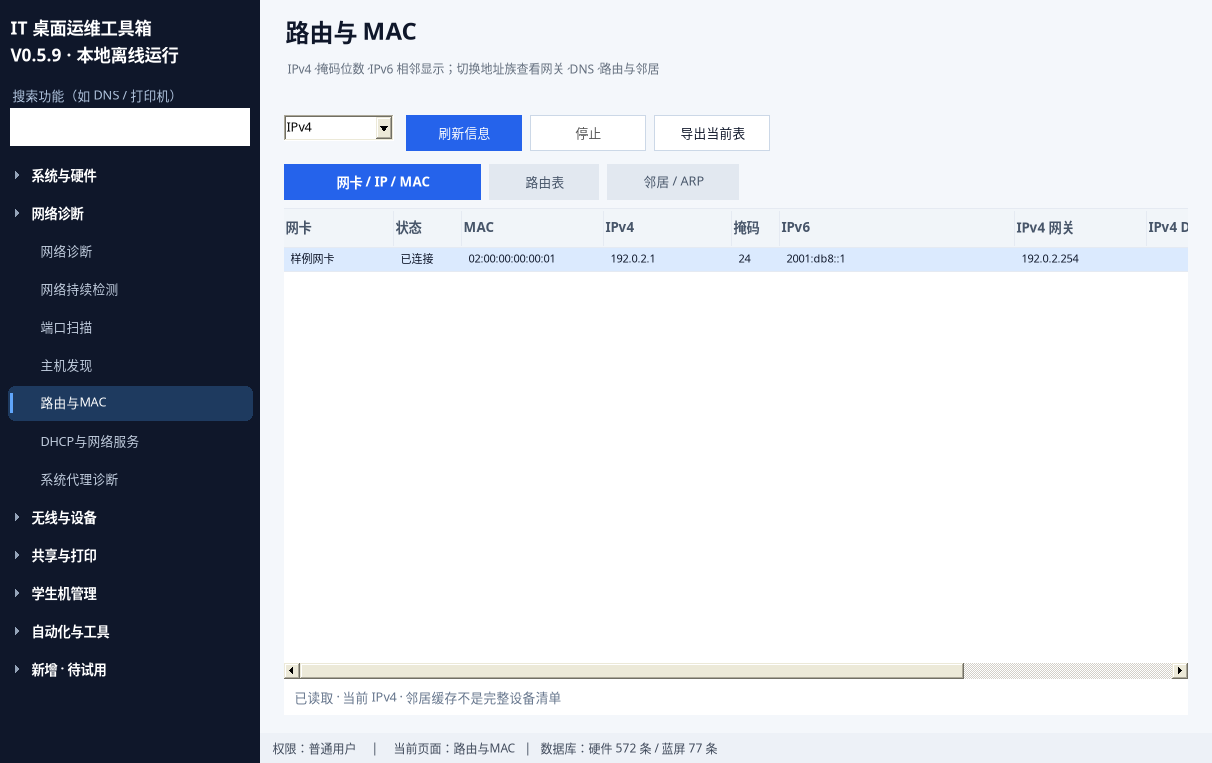 IT 桌面运维工具箱
V0.5.9 · 本地离线运行
搜索功能（如 DNS / 打印机）
系统与硬件
网络诊断
网络诊断
网络持续检测
端口扫描
主机发现
路由与MAC
DHCP与网络服务
系统代理诊断
无线与设备
共享与打印
学生机管理
自动化与工具
新增 · 待试用
路由与 MAC
IPv4 ·掩码位数 ·IPv6 相邻显示；切换地址族查看网关 ·DNS ·路由与邻居
IPv4 刷新信息 停止 导出当前表
网卡 / IP / MAC 路由表 邻居 / ARP
网卡 状态 MAC IPv4 掩码 IPv6 IPv4 网关 IPv4 D
样例网卡 已连接 02:00:00:00:00:01 192.0.2.1 24 2001:db8::1 192.0.2.254
已读取 · 当前 IPv4 · 邻居缓存不是完整设备清单
权限：普通用户 | 当前页面：路由与MAC | 数据库：硬件 572 条 / 蓝屏 77 条